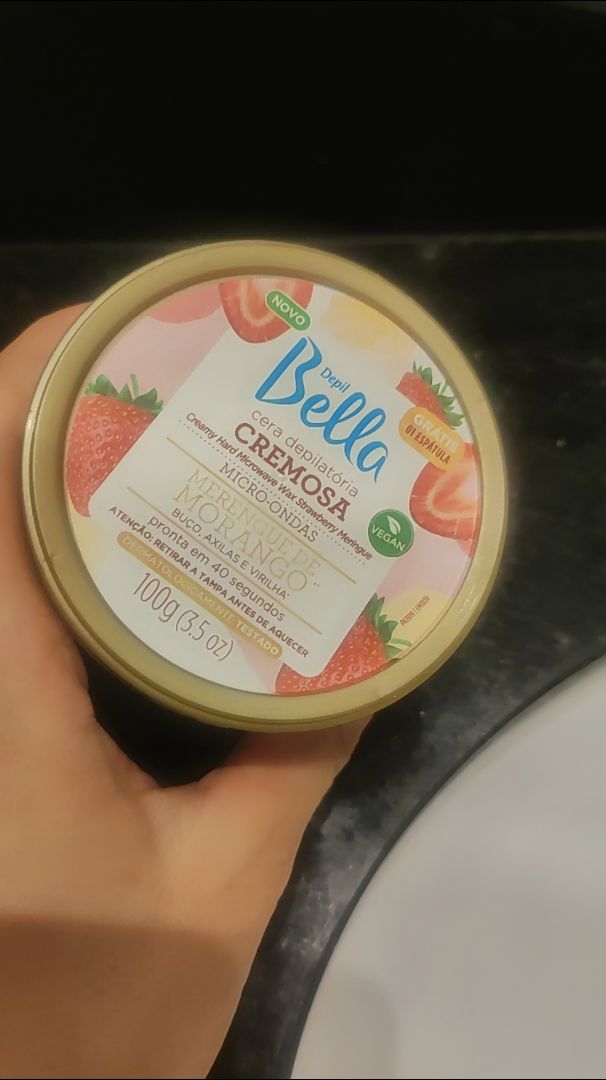 NOVO
Depil
Bella
GRÁTIS
01 ESPÁTULA
cera depilatória
CREMOSA
Creamy Hard Microwave Wax Strawberry Meringue
MICRO-ONDAS
VEGAN
MERENGUE DE
MORANGO**
BUÇO, AXILAS E VIRILHA*
pronta em 40 segundos
ATENÇÃO: RETIRAR A TAMPA ANTES DE AQUECER
DERMATOLOGICAMENTE TESTADO
100g (3.5 oz)